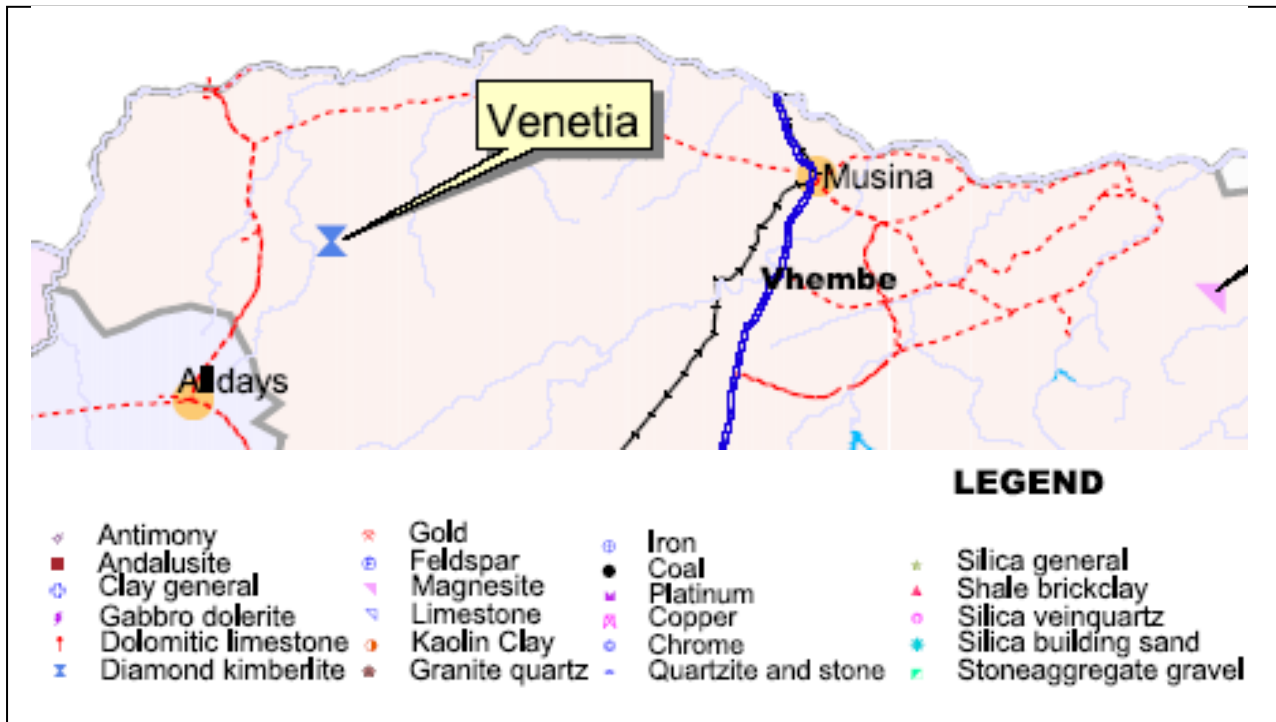 Venetia
Musina
Vhembe
Alldays
LEGEND
Antimony
Andalusite
Clay general
Gabbro dolerite
Dolomitic limestone
Diamond kimberlite
Gold
Feldspar
Magnesite
Limestone
Kaolin Clay
Granite quartz
Iron
Coal
Platinum
Copper
Chrome
Quartzite and stone
Silica general
Shale brickclay
Silica veinquartz
Silica building sand
Stoneaggregate gravel